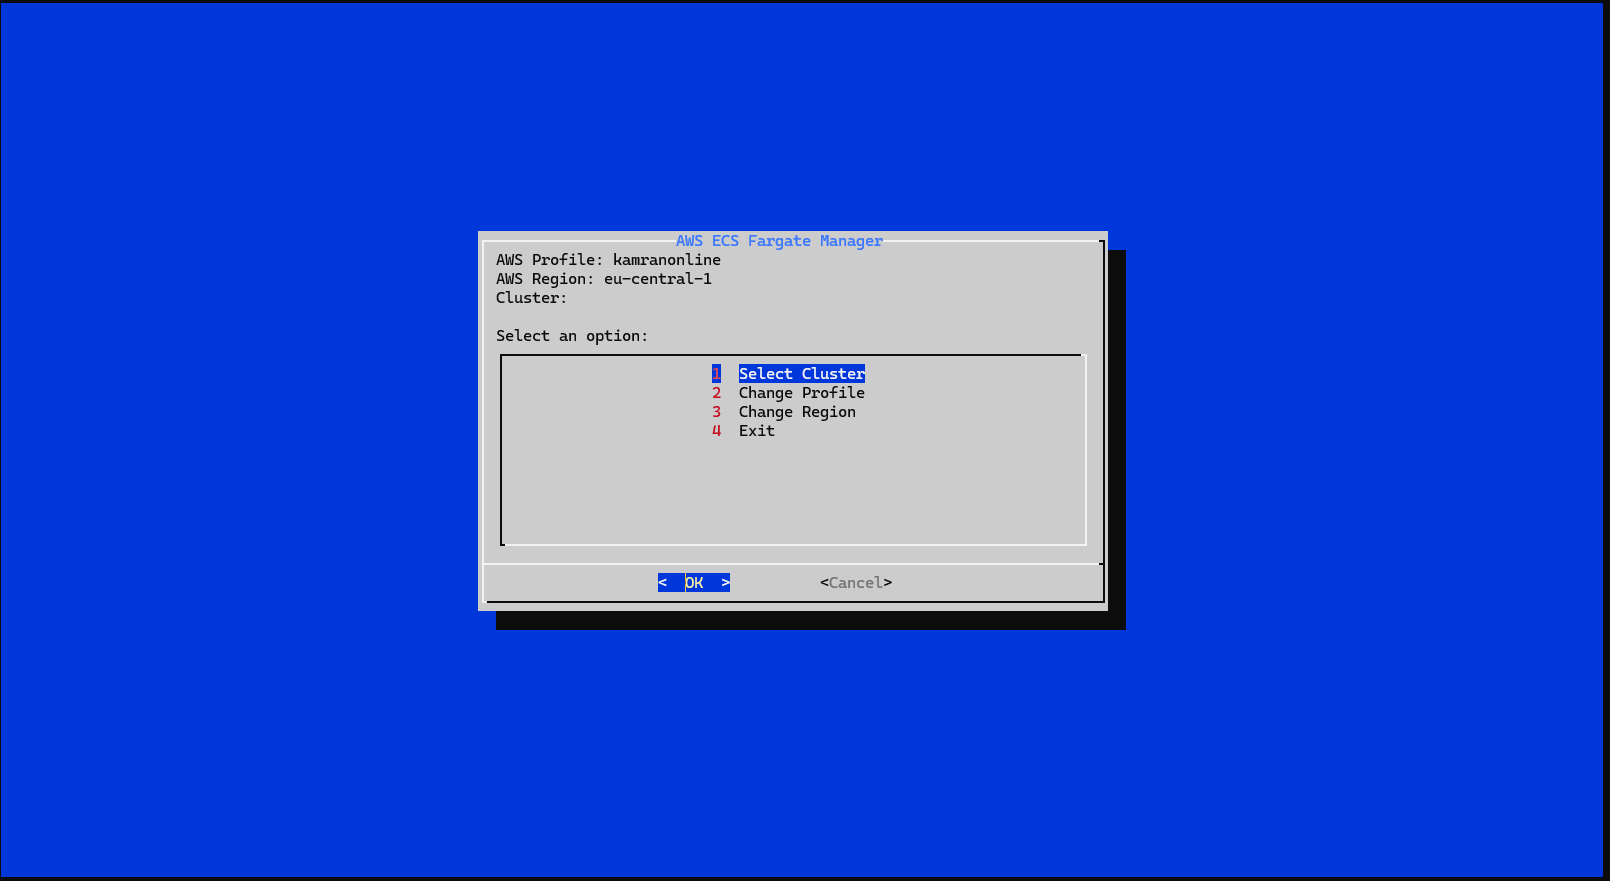 AWS ECS Fargate Manager
AWS Profile: kamranonline
AWS Region: eu-central-1
Cluster:
Select an option:
1 Select Cluster
2 Change Profile
3 Change Region
4 Exit
< OK > <Cancel>